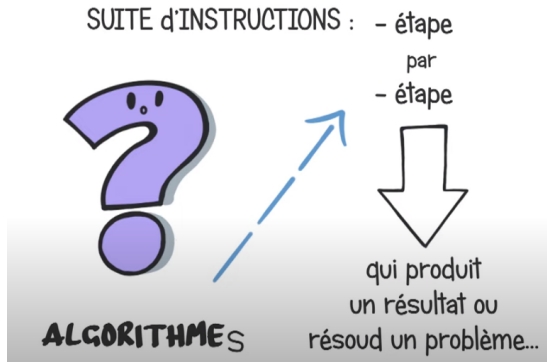 SUITE d'INSTRUCTIONS : - étape
par
- étape
qui produit
un résultat ou
résoud un problème...
ALGORITHMES